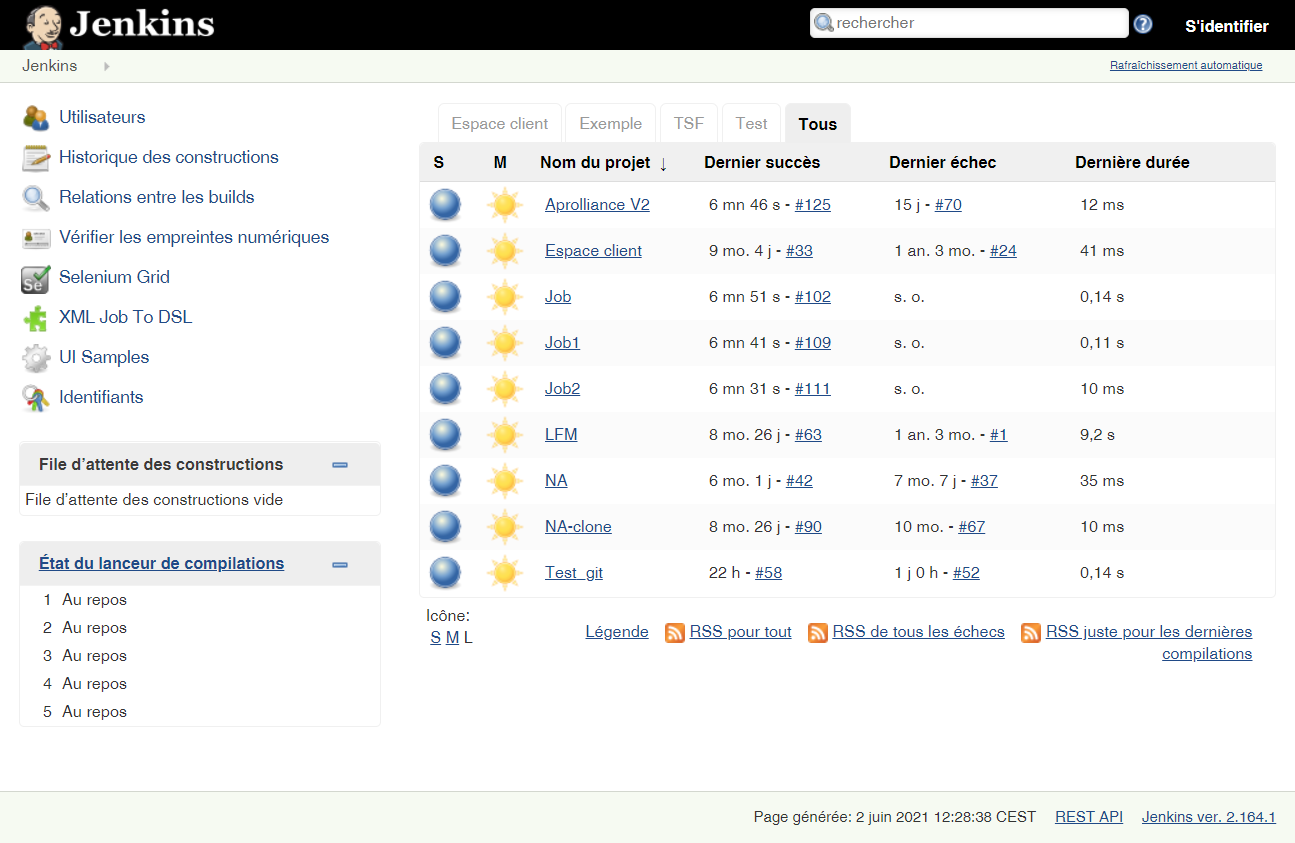 Jenkins
rechercher
S'identifier
Jenkins
Rafraîchissement automatique
Utilisateurs
Historique des constructions
Relations entre les builds
Vérifier les empreintes numériques
Se
Selenium Grid
XML Job To DSL
UI Samples
Identifiants
File d’attente des constructions
File d’attente des constructions vide
État du lanceur de compilations
1 Au repos
2 Au repos
3 Au repos
4 Au repos
5 Au repos
Espace client Exemple TSF Test Tous
S M Nom du projet ↓ Dernier succès Dernier échec Dernière durée
Aprolliance V2 6 mn 46 s - #125 15 j - #70 12 ms
Espace client 9 mo. 4 j - #33 1 an. 3 mo. - #24 41 ms
Job 6 mn 51 s - #102 s. o. 0,14 s
Job1 6 mn 41 s - #109 s. o. 0,11 s
Job2 6 mn 31 s - #111 s. o. 10 ms
LFM 8 mo. 26 j - #63 1 an. 3 mo. - #1 9,2 s
NA 6 mo. 1 j - #42 7 mo. 7 j - #37 35 ms
NA-clone 8 mo. 26 j - #90 10 mo. - #67 10 ms
Test_git 22 h - #58 1 j 0 h - #52 0,14 s
Icône:
S M L
Légende RSS pour tout RSS de tous les échecs RSS juste pour les dernières
compilations
Page générée: 2 juin 2021 12:28:38 CEST REST API Jenkins ver. 2.164.1